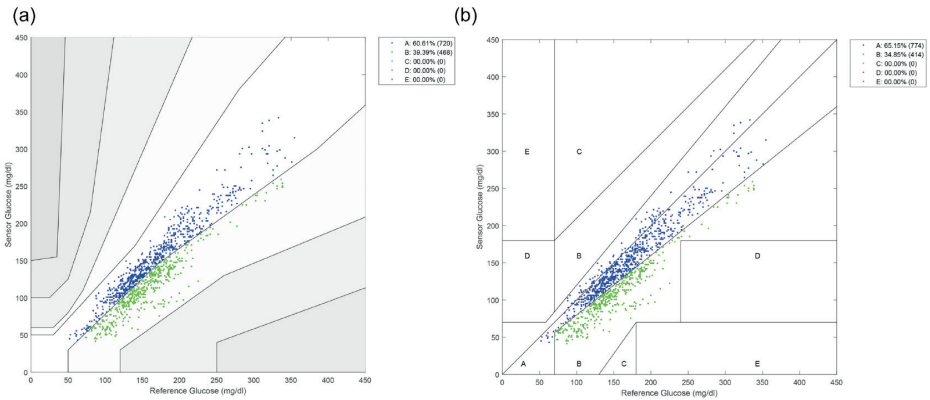 (a)
450
400
350
300
250
200
150
100
50
0
0 50 100 150 200 250 300 350 400 450
Sensor Glucose (mg/dl)
Reference Glucose (mg/dl)
A: 60.61% (720)
B: 39.39% (468)
C: 00.00% (0)
D: 00.00% (0)
E: 00.00% (0)
(b)
450
400
350
300
250
200
150
100
50
0
0 50 100 150 200 250 300 350 400 450
Sensor Glucose (mg/dl)
Reference Glucose (mg/dl)
E C
D B D
A B C E
A: 65.15% (774)
B: 34.85% (414)
C: 00.00% (0)
D: 00.00% (0)
E: 00.00% (0)